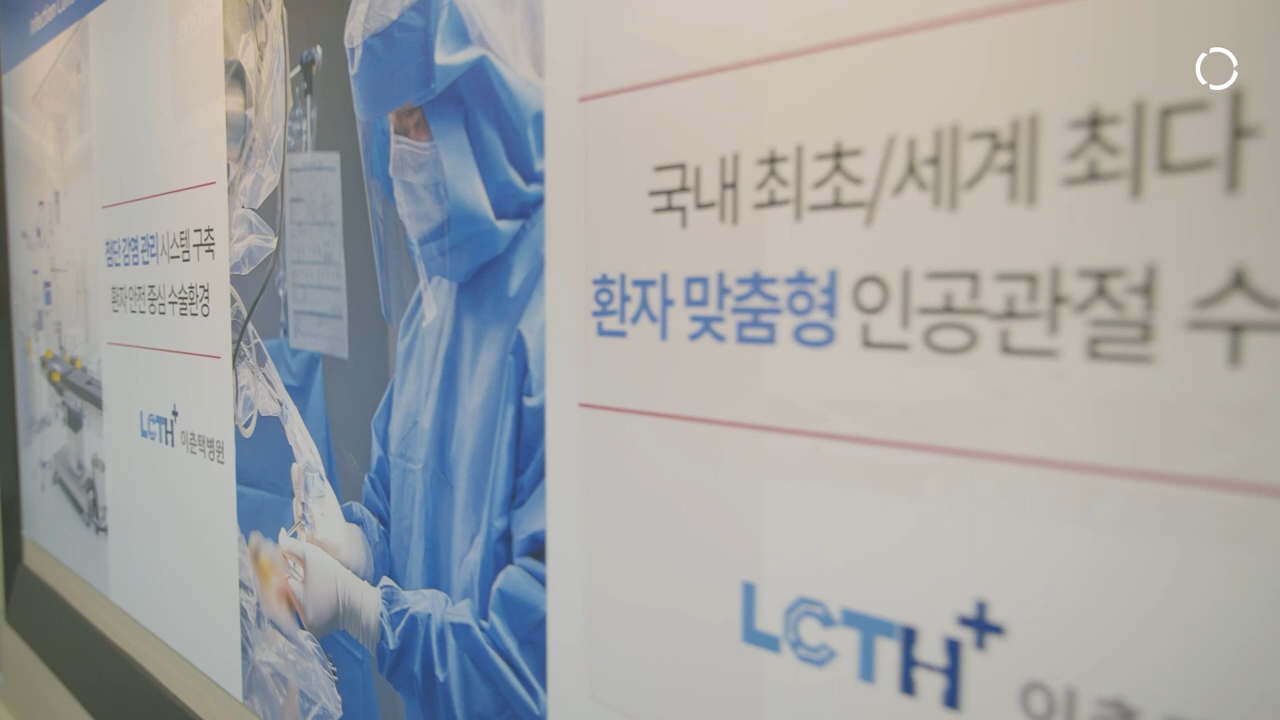 첨단 감염 관리 시스템 구축
환자 안전 중심 수술환경
LCTH+ 이춘택병원
국내 최초/세계 최다
환자 맞춤형 인공관절 수
LCTH+